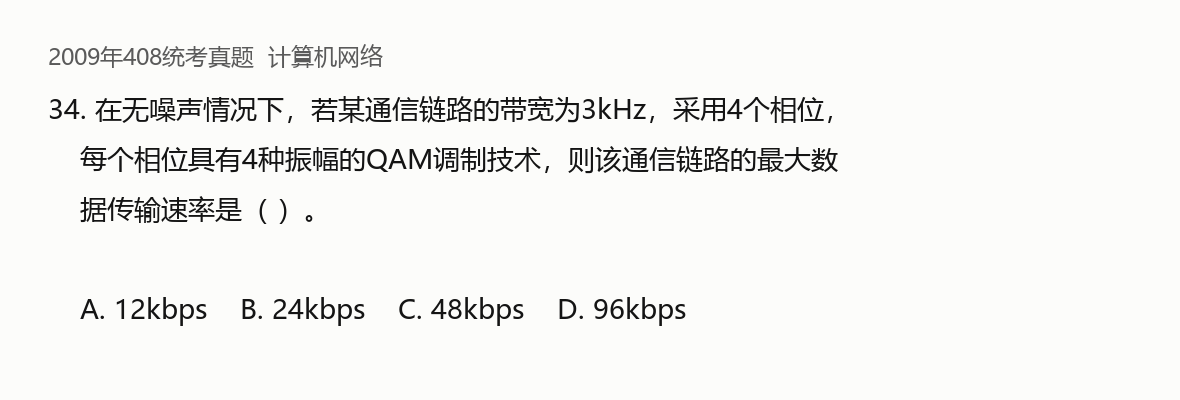 2009年408统考真题 计算机网络
34. 在无噪声情况下，若某通信链路的带宽为3kHz，采用4个相位，
每个相位具有4种振幅的QAM调制技术，则该通信链路的最大数
据传输速率是（ ）。
A. 12kbps B. 24kbps C. 48kbps D. 96kbps